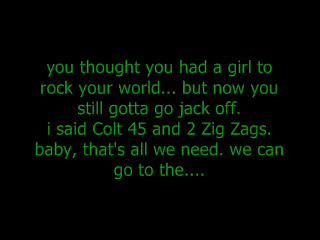 you thought you had a girl to
rock your world... but now you
still gotta go jack off.
i said Colt 45 and 2 Zig Zags.
baby, that's all we need. we can
go to the....